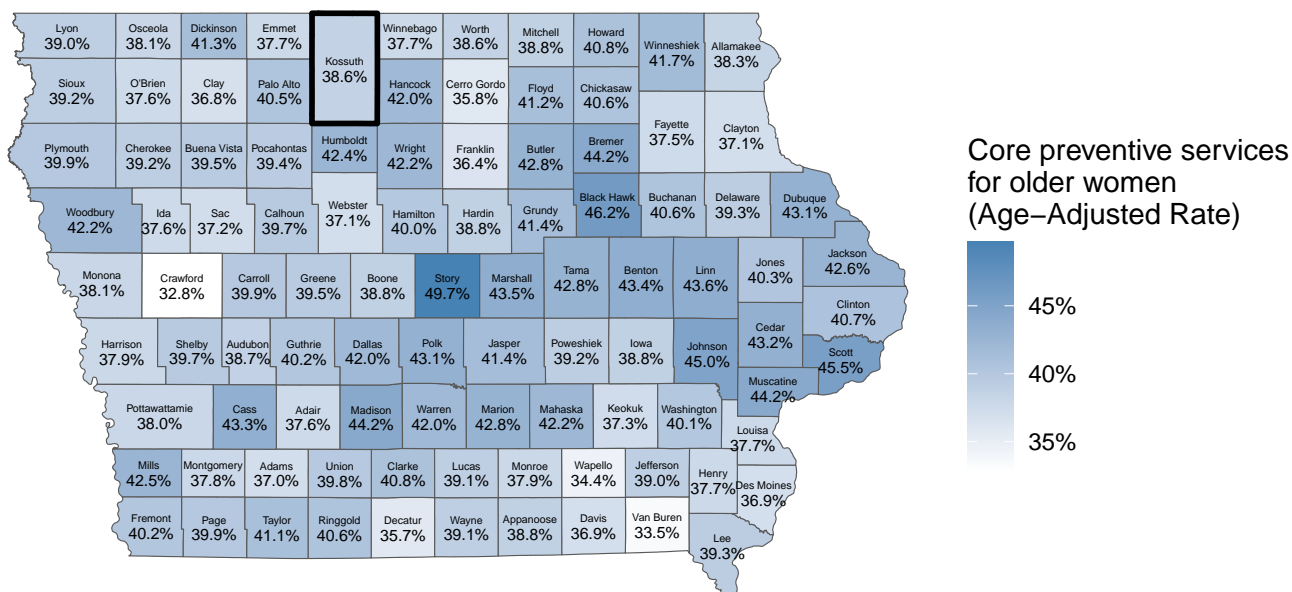 Lyon
39.0%
Osceola
38.1%
Dickinson
41.3%
Emmet
37.7%
Kossuth
38.6%
Winnebago
37.7%
Worth
38.6%
Mitchell
38.8%
Howard
40.8%
Winneshiek
41.7%
Allamakee
38.3%
Sioux
39.2%
O'Brien
37.6%
Clay
36.8%
Palo Alto
40.5%
Hancock
42.0%
Cerro Gordo
35.8%
Floyd
41.2%
Chickasaw
40.6%
Fayette
37.5%
Clayton
37.1%
Plymouth
39.9%
Cherokee
39.2%
Buena Vista
39.5%
Pocahontas
39.4%
Humboldt
42.4%
Wright
42.2%
Franklin
36.4%
Butler
42.8%
Bremer
44.2%
Woodbury
42.2%
Ida
37.6%
Sac
37.2%
Calhoun
39.7%
Webster
37.1%
Hamilton
40.0%
Hardin
38.8%
Grundy
41.4%
Black Hawk
46.2%
Buchanan
40.6%
Delaware
39.3%
Dubuque
43.1%
Monona
38.1%
Crawford
32.8%
Carroll
39.9%
Greene
39.5%
Boone
38.8%
Story
49.7%
Marshall
43.5%
Tama
42.8%
Benton
43.4%
Linn
43.6%
Jones
40.3%
Jackson
42.6%
Clinton
40.7%
Harrison
37.9%
Shelby
39.7%
Audubon
38.7%
Guthrie
40.2%
Dallas
42.0%
Polk
43.1%
Jasper
41.4%
Poweshiek
39.2%
Iowa
38.8%
Johnson
45.0%
Cedar
43.2%
Scott
45.5%
Muscatine
44.2%
Pottawattamie
38.0%
Cass
43.3%
Adair
37.6%
Madison
44.2%
Warren
42.0%
Marion
42.8%
Mahaska
42.2%
Keokuk
37.3%
Washington
40.1%
Louisa
37.7%
Mills
42.5%
Montgomery
37.8%
Adams
37.0%
Union
39.8%
Clarke
40.8%
Lucas
39.1%
Monroe
37.9%
Wapello
34.4%
Jefferson
39.0%
Henry
37.7%
Des Moines
36.9%
Fremont
40.2%
Page
39.9%
Taylor
41.1%
Ringgold
40.6%
Decatur
35.7%
Wayne
39.1%
Appanoose
38.8%
Davis
36.9%
Van Buren
33.5%
Lee
39.3%
Core preventive services
for older women
(Age−Adjusted Rate)
45%
40%
35%